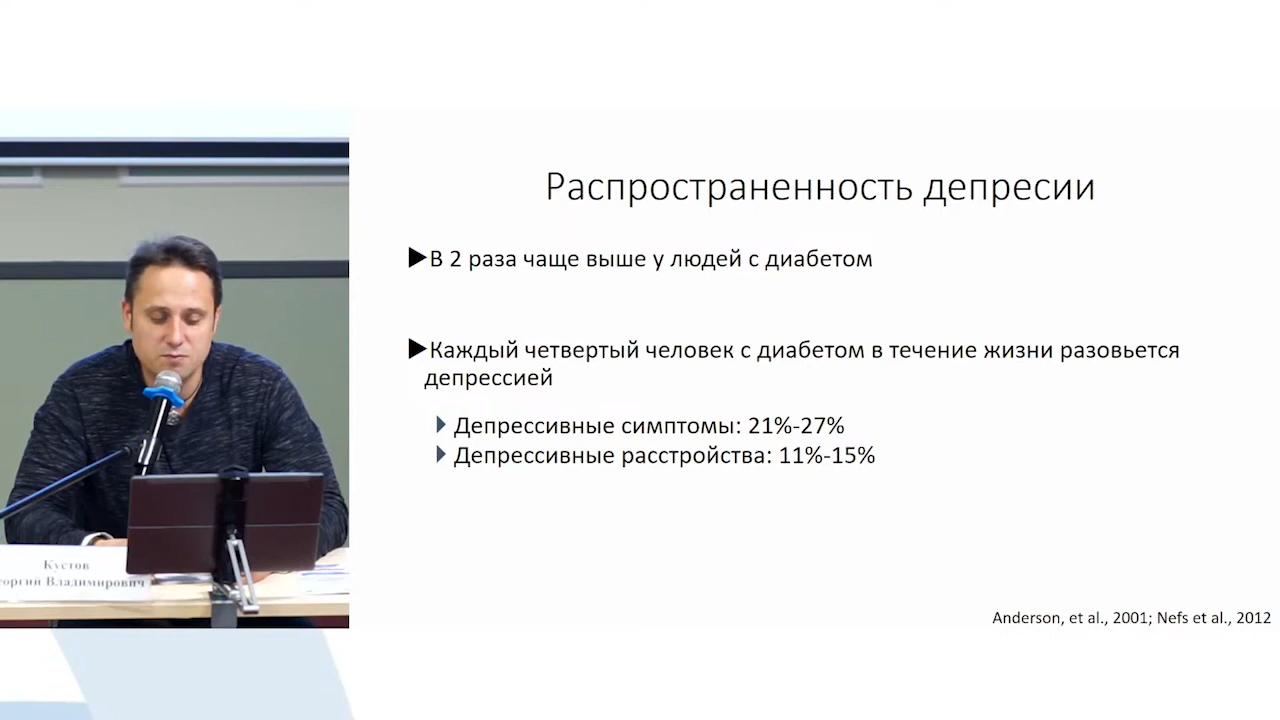 Распространенность депресии
▶В 2 раза чаще выше у людей с диабетом
▶Каждый четвертый человек с диабетом в течение жизни разовьется
депрессией
Депрессивные симптомы: 21%-27%
Депрессивные расстройства: 11%-15%
Anderson, et al., 2001; Nefs et al., 2012
Кустов
еоргий Владимирович